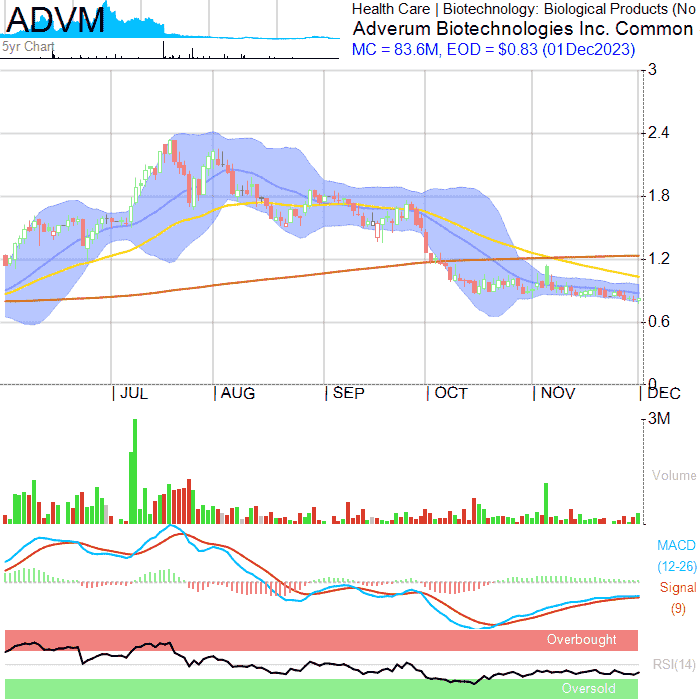 ADVM
5yr Chart
Health Care | Biotechnology: Biological Products (No
Adverum Biotechnologies Inc. Common
MC = 83.6M, EOD = $0.83 (01Dec2023)
3
2.4
1.8
1.2
0.6
0
JUL AUG SEP OCT NOV DEC
3M
Volume
MACD
(12-26)
Signal
(9)
Overbought
RSI(14)
Oversold